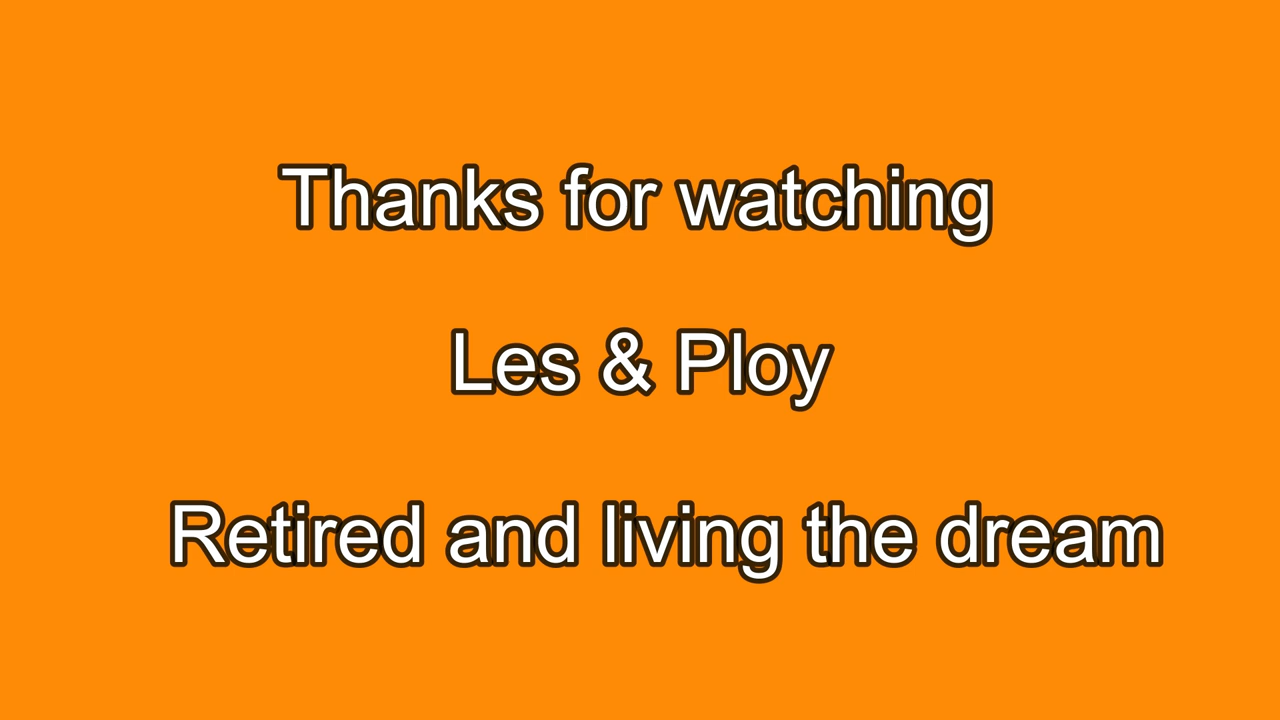 Thanks for watching
Les & Ploy
Retired and living the dream